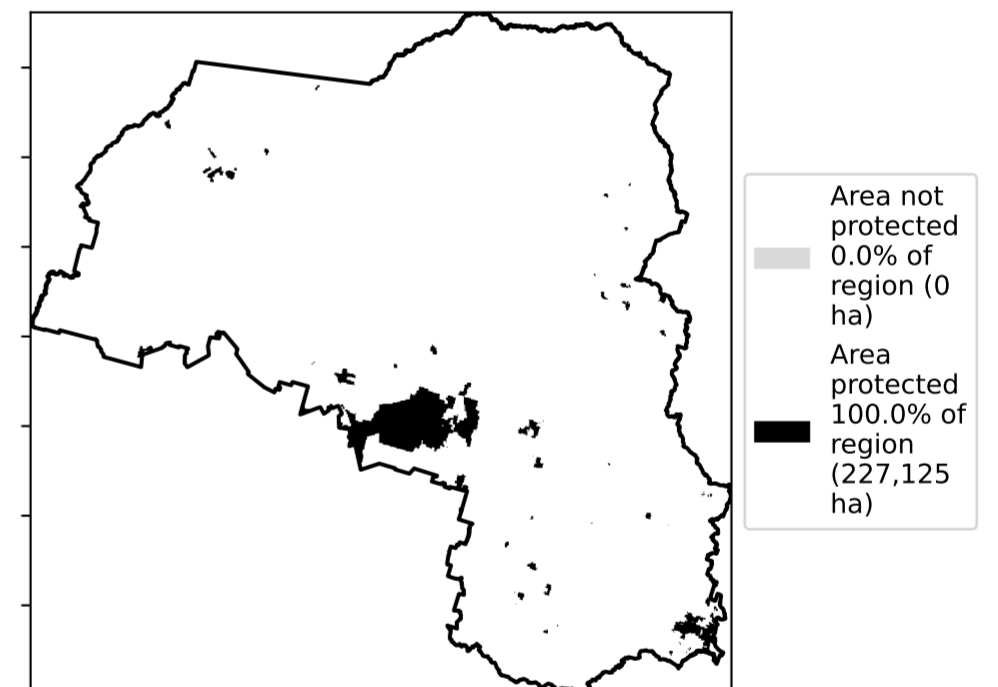 Area not
protected
0.0% of
region (0
ha)
Area
protected
100.0% of
region
(227,125
ha)